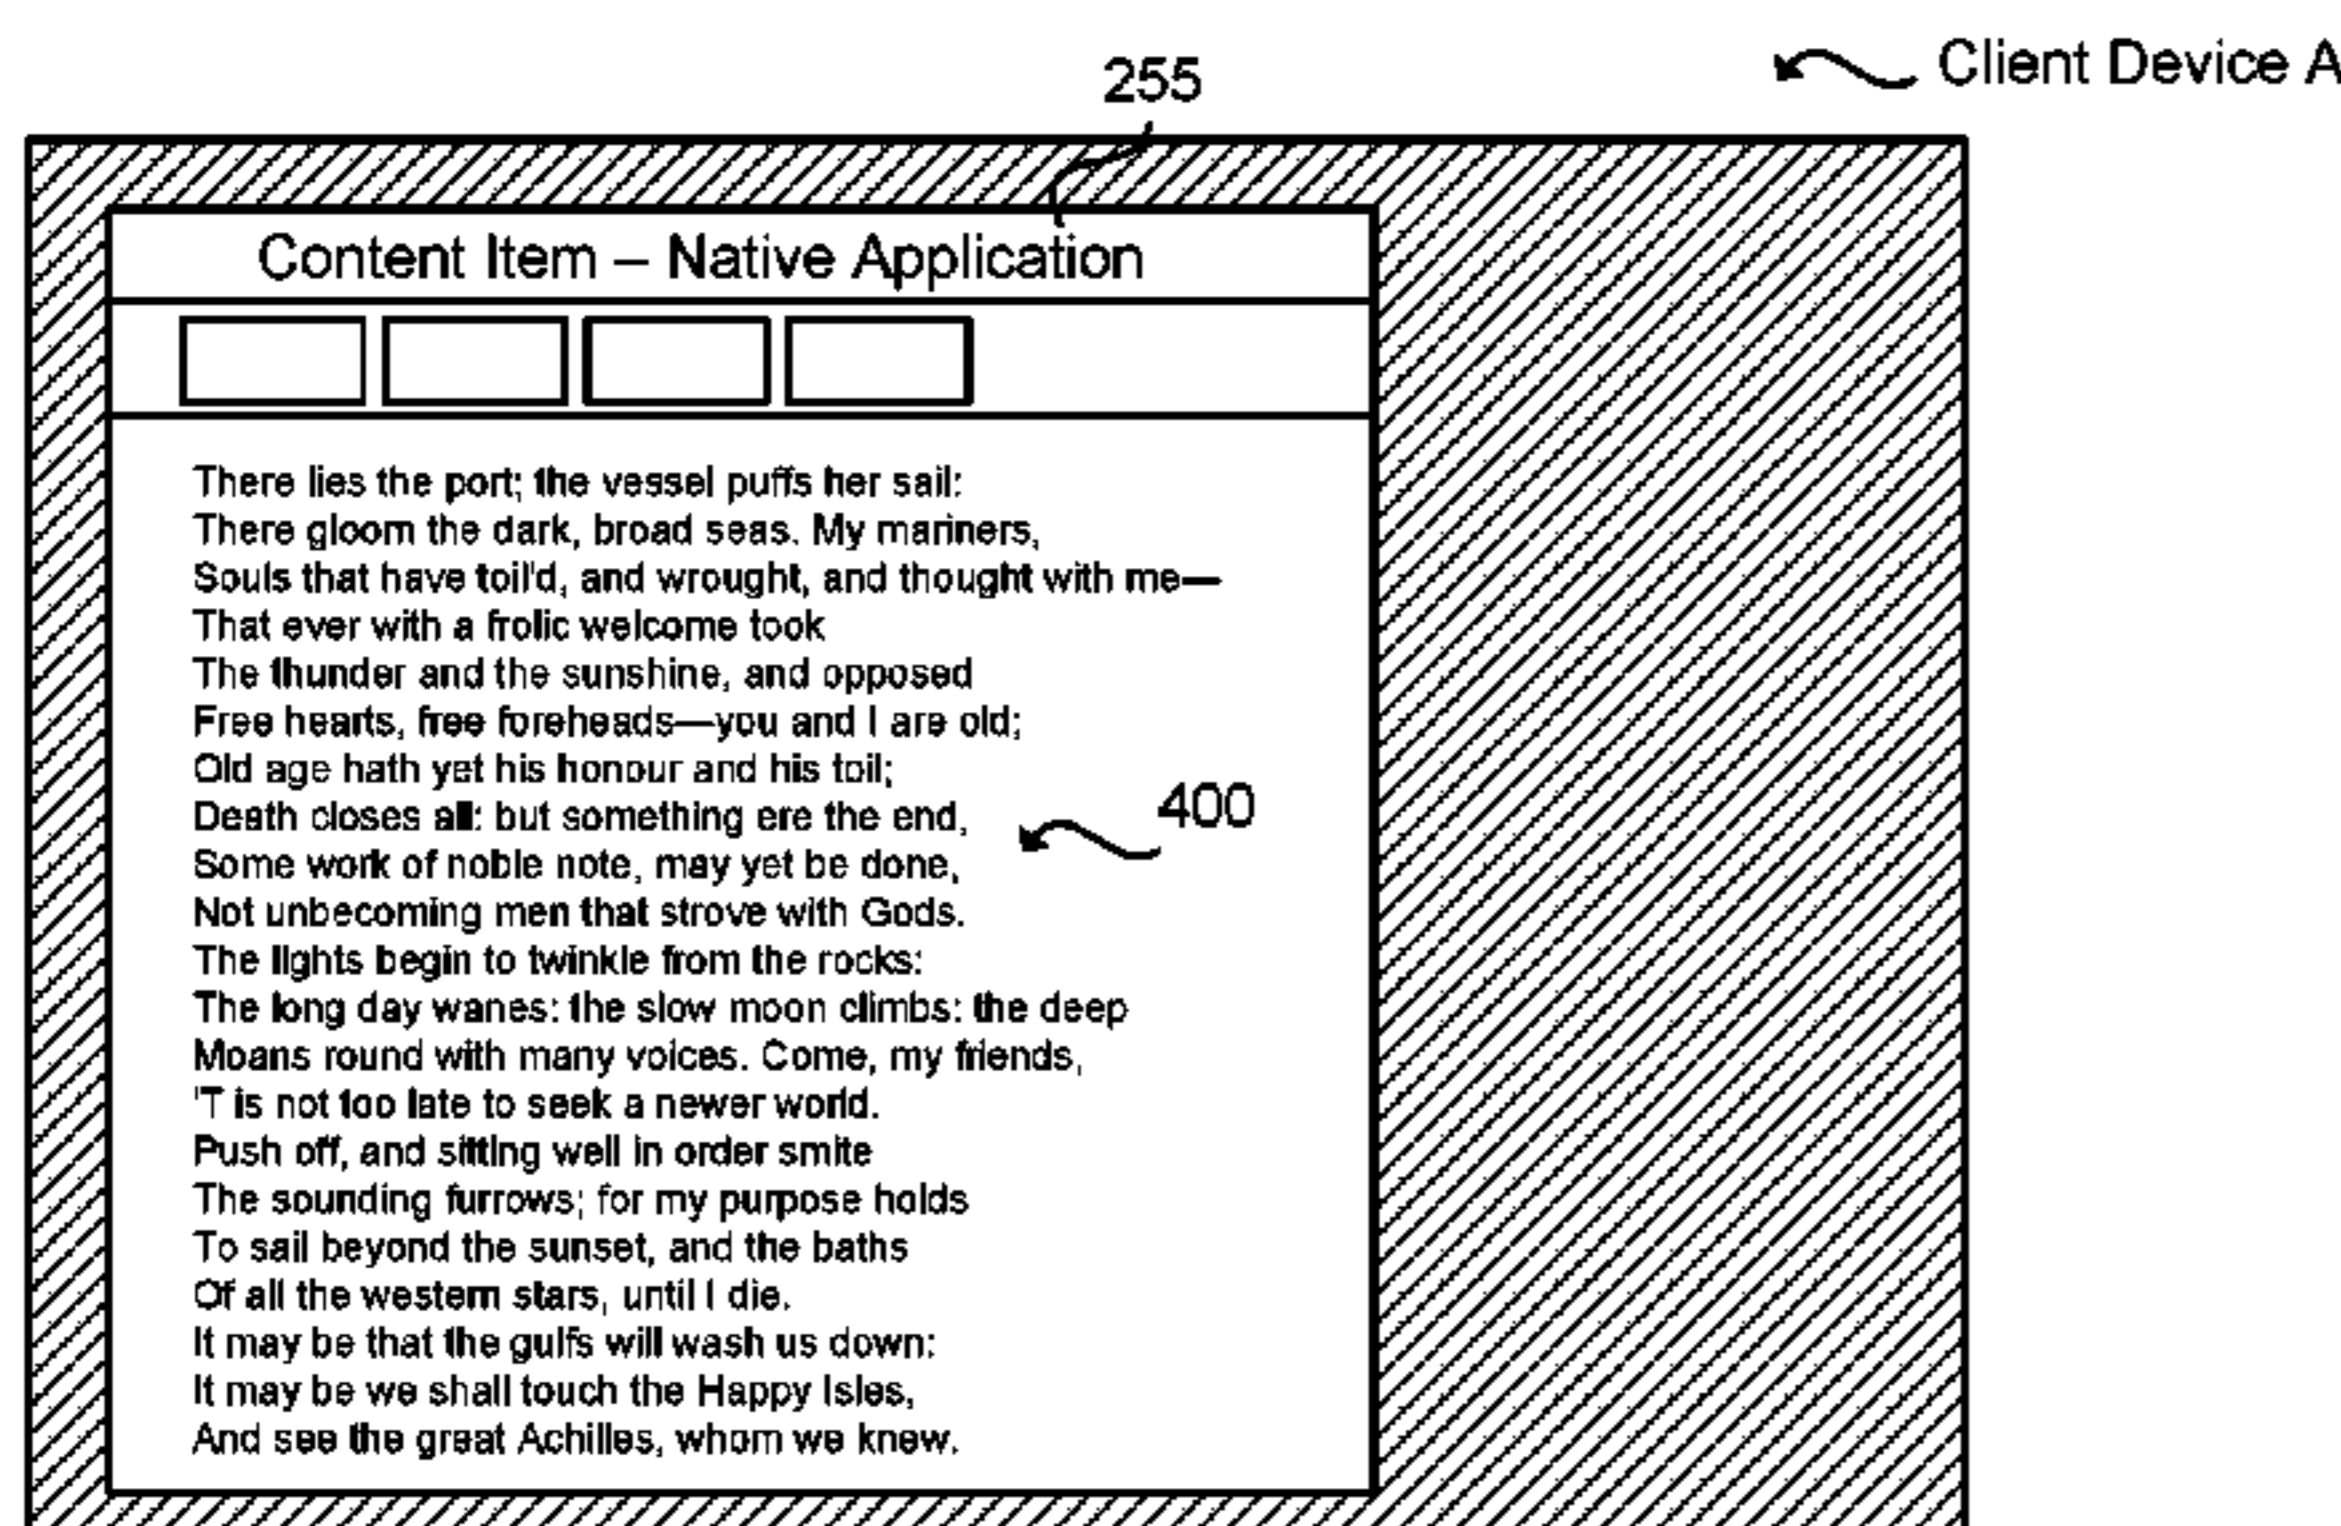 Client Device A
255
Content Item – Native Application
There lies the port; the vessel puffs her sail:
There gloom the dark, broad seas. My mariners,
Souls that have toil'd, and wrought, and thought with me—
That ever with a frolic welcome took
The thunder and the sunshine, and opposed
Free hearts, free foreheads—you and I are old;
Old age hath yet his honour and his toil;
Death closes all: but something ere the end,
400
Some work of noble note, may yet be done,
Not unbecoming men that strove with Gods.
The lights begin to twinkle from the rocks:
The long day wanes: the slow moon climbs: the deep
Moans round with many voices. Come, my friends,
'T is not too late to seek a newer world.
Push off, and sitting well in order smite
The sounding furrows; for my purpose holds
To sail beyond the sunset, and the baths
Of all the western stars, until I die.
It may be that the gulfs will wash us down:
It may be we shall touch the Happy Isles,
And see the great Achilles, whom we knew.